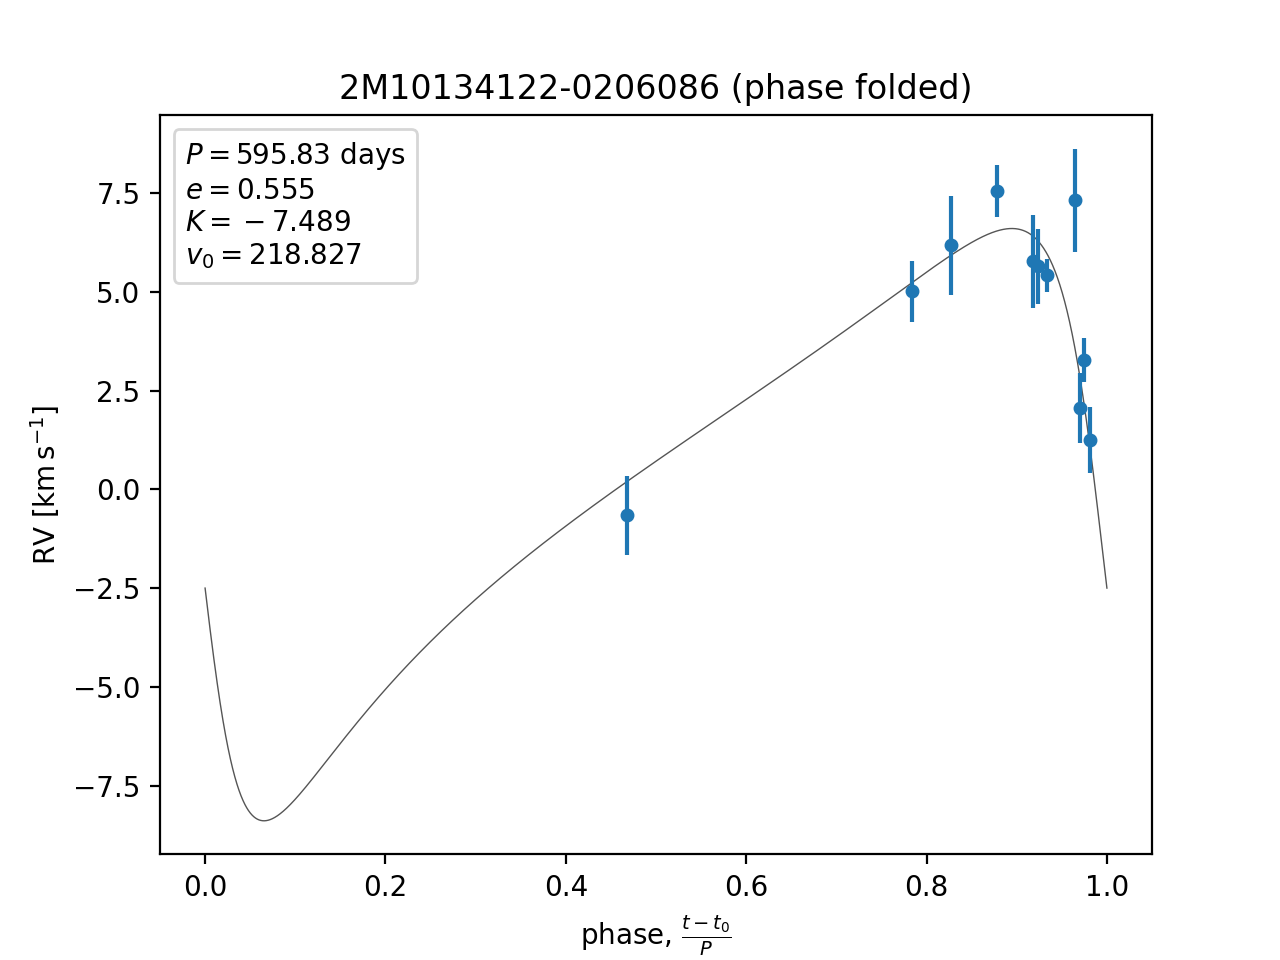 2M10134122-0206086 (phase folded)
P = 595.83 days
e = 0.555
K = −7.489
v₀ = 218.827
RV [km s⁻¹]
7.5
5.0
2.5
0.0
−2.5
−5.0
−7.5
0.0 0.2 0.4 0.6 0.8 1.0
phase, (t − t₀)/P